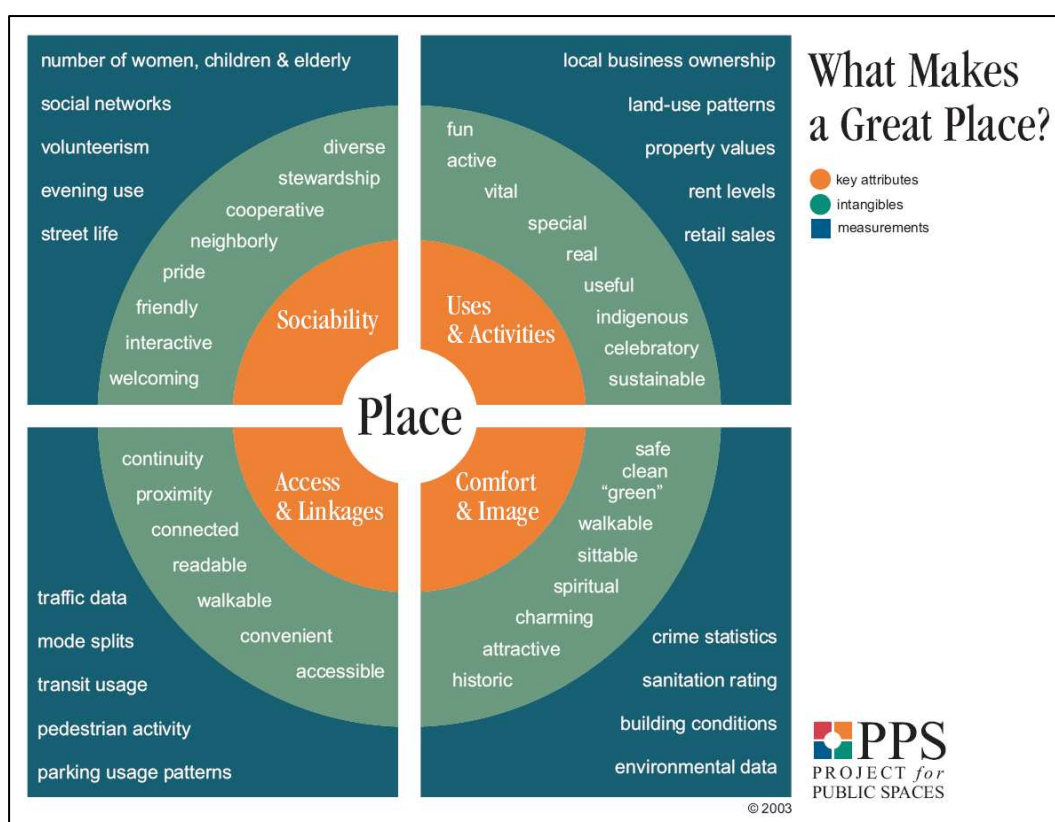 What Makes
a Great Place?
key attributes
intangibles
measurements
number of women, children & elderly
social networks
volunteerism
evening use
street life
diverse
stewardship
cooperative
neighborly
pride
friendly
interactive
welcoming
Sociability
local business ownership
land-use patterns
property values
rent levels
retail sales
fun
active
vital
special
real
useful
indigenous
celebratory
sustainable
Uses
& Activities
Place
continuity
proximity
connected
readable
walkable
convenient
accessible
Access
& Linkages
traffic data
mode splits
transit usage
pedestrian activity
parking usage patterns
Comfort
& Image
safe
clean
“green”
walkable
sittable
spiritual
charming
attractive
historic
crime statistics
sanitation rating
building conditions
environmental data
PPS
PROJECT for
PUBLIC SPACES
© 2003